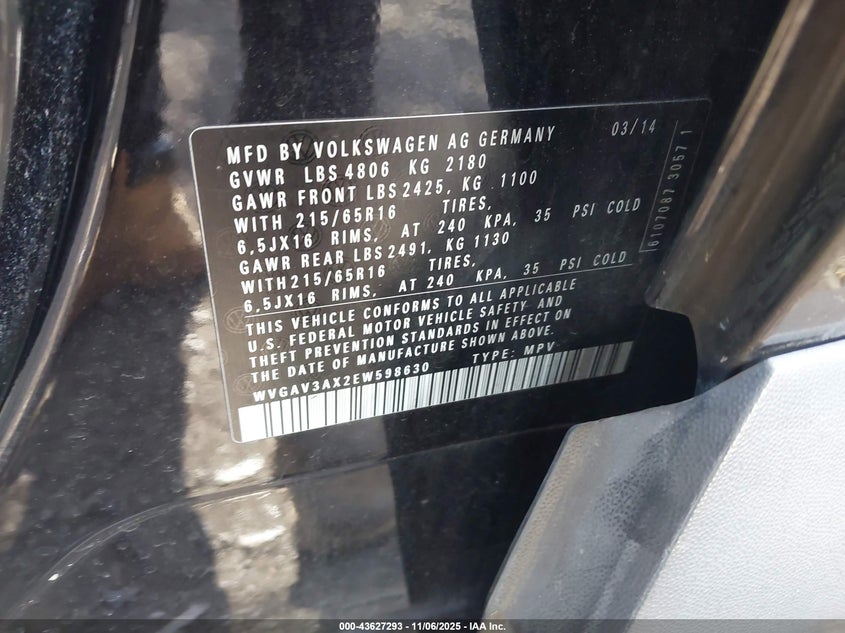 MFD BY VOLKSWAGEN AG GERMANY 03/14
GVWR LBS 4806 KG 2180
GAWR FRONT LBS 2425, KG 1100
WITH 215/65R16 TIRES,
6,5JX16 RIMS, AT 240 KPA, 35 PSI COLD
GAWR REAR LBS 2491, KG 1130
WITH 215/65R16 TIRES,
6,5JX16 RIMS, AT 240 KPA, 35 PSI COLD
THIS VEHICLE CONFORMS TO ALL APPLICABLE
U.S. FEDERAL MOTOR VEHICLE SAFETY- AND
THEFT PREVENTION STANDARDS IN EFFECT ON
THE DATE OF MANUFACTURE SHOWN ABOVE.
WVGAV3AX2EW598630 TYPE: MPV
6107087 3057 1
000-43627293 - 11/06/2025 - IAA Inc.